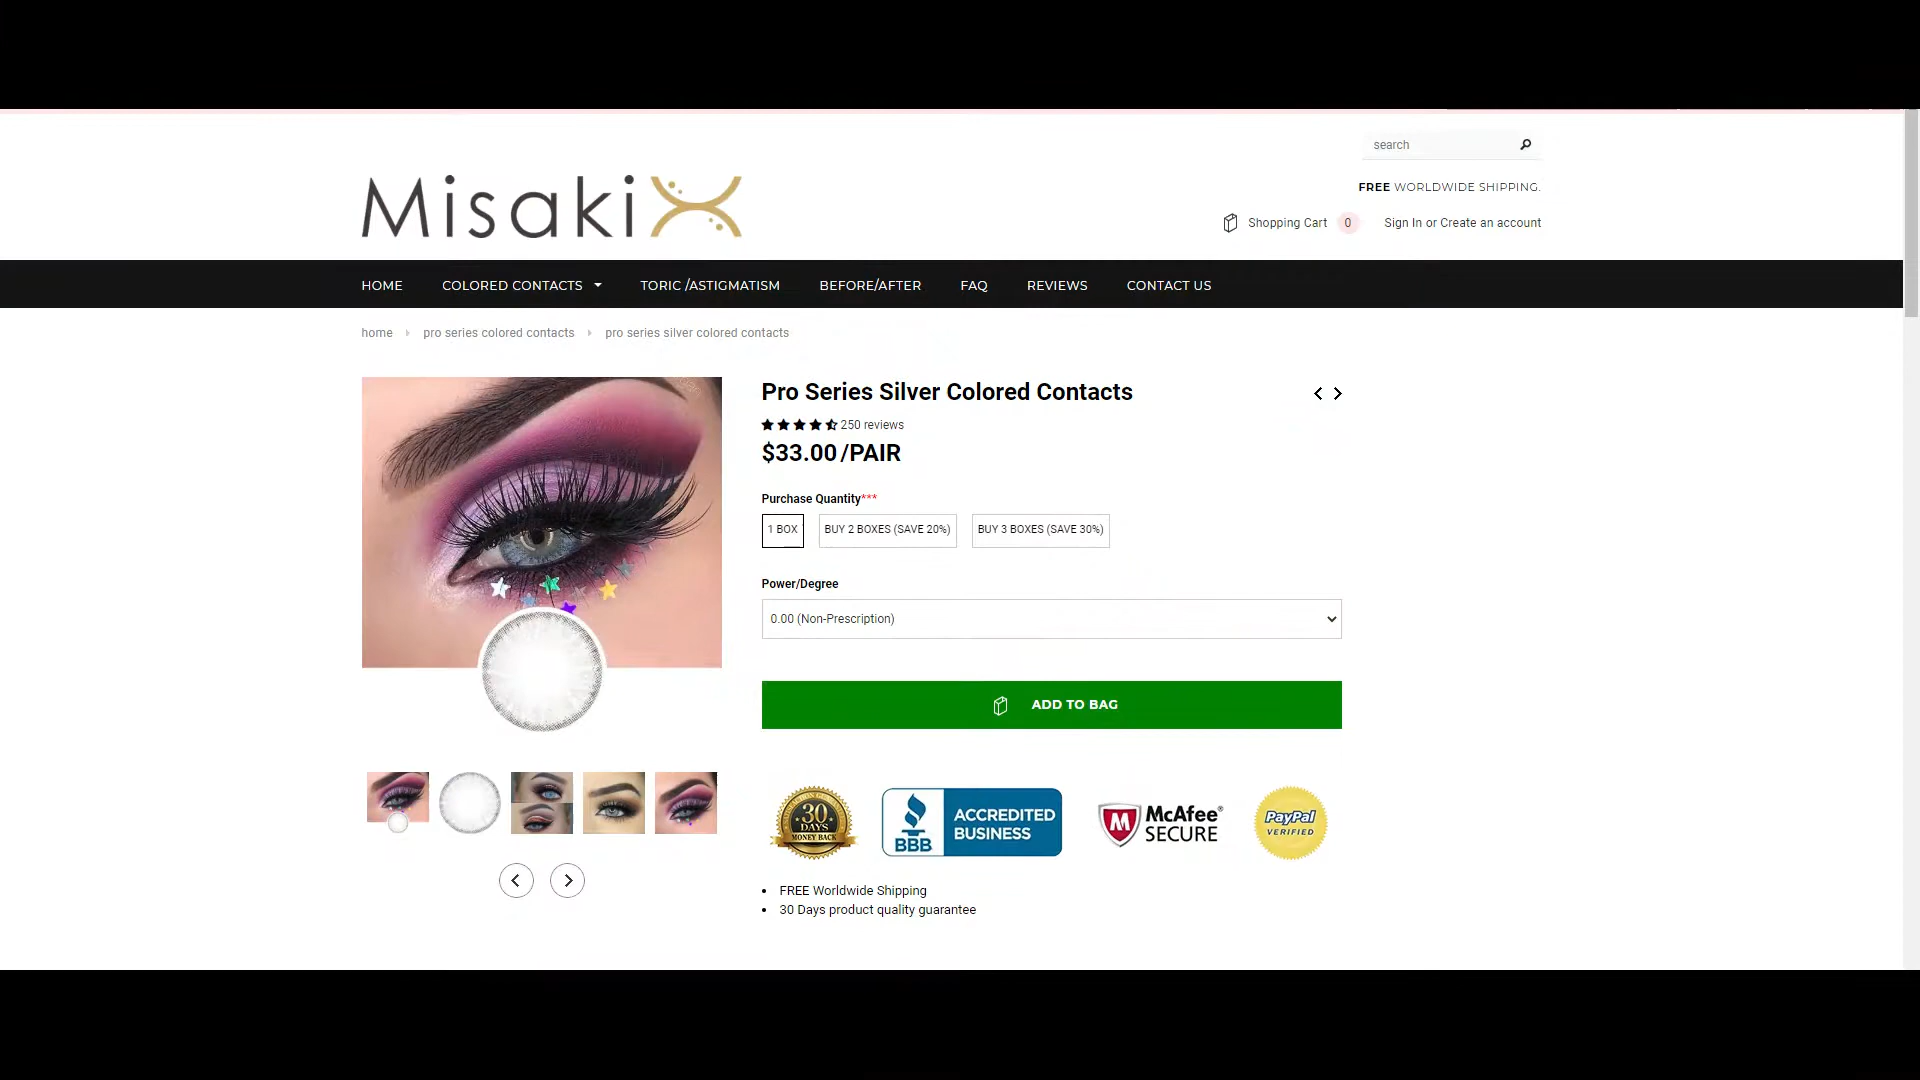 search
FREE WORLDWIDE SHIPPING.
Misaki
Shopping Cart 0 Sign In or Create an account
HOME COLORED CONTACTS TORIC /ASTIGMATISM BEFORE/AFTER FAQ REVIEWS CONTACT US
home pro series colored contacts pro series silver colored contacts
Pro Series Silver Colored Contacts
250 reviews
$33.00/PAIR
Purchase Quantity***
1 BOX BUY 2 BOXES (SAVE 20%) BUY 3 BOXES (SAVE 30%)
Power/Degree
0.00 (Non-Prescription)
ADD TO BAG
30
DAYS
MONEY BACK
BBB
ACCREDITED
BUSINESS
McAfee®
SECURE
PayPal
VERIFIED
• FREE Worldwide Shipping
• 30 Days product quality guarantee